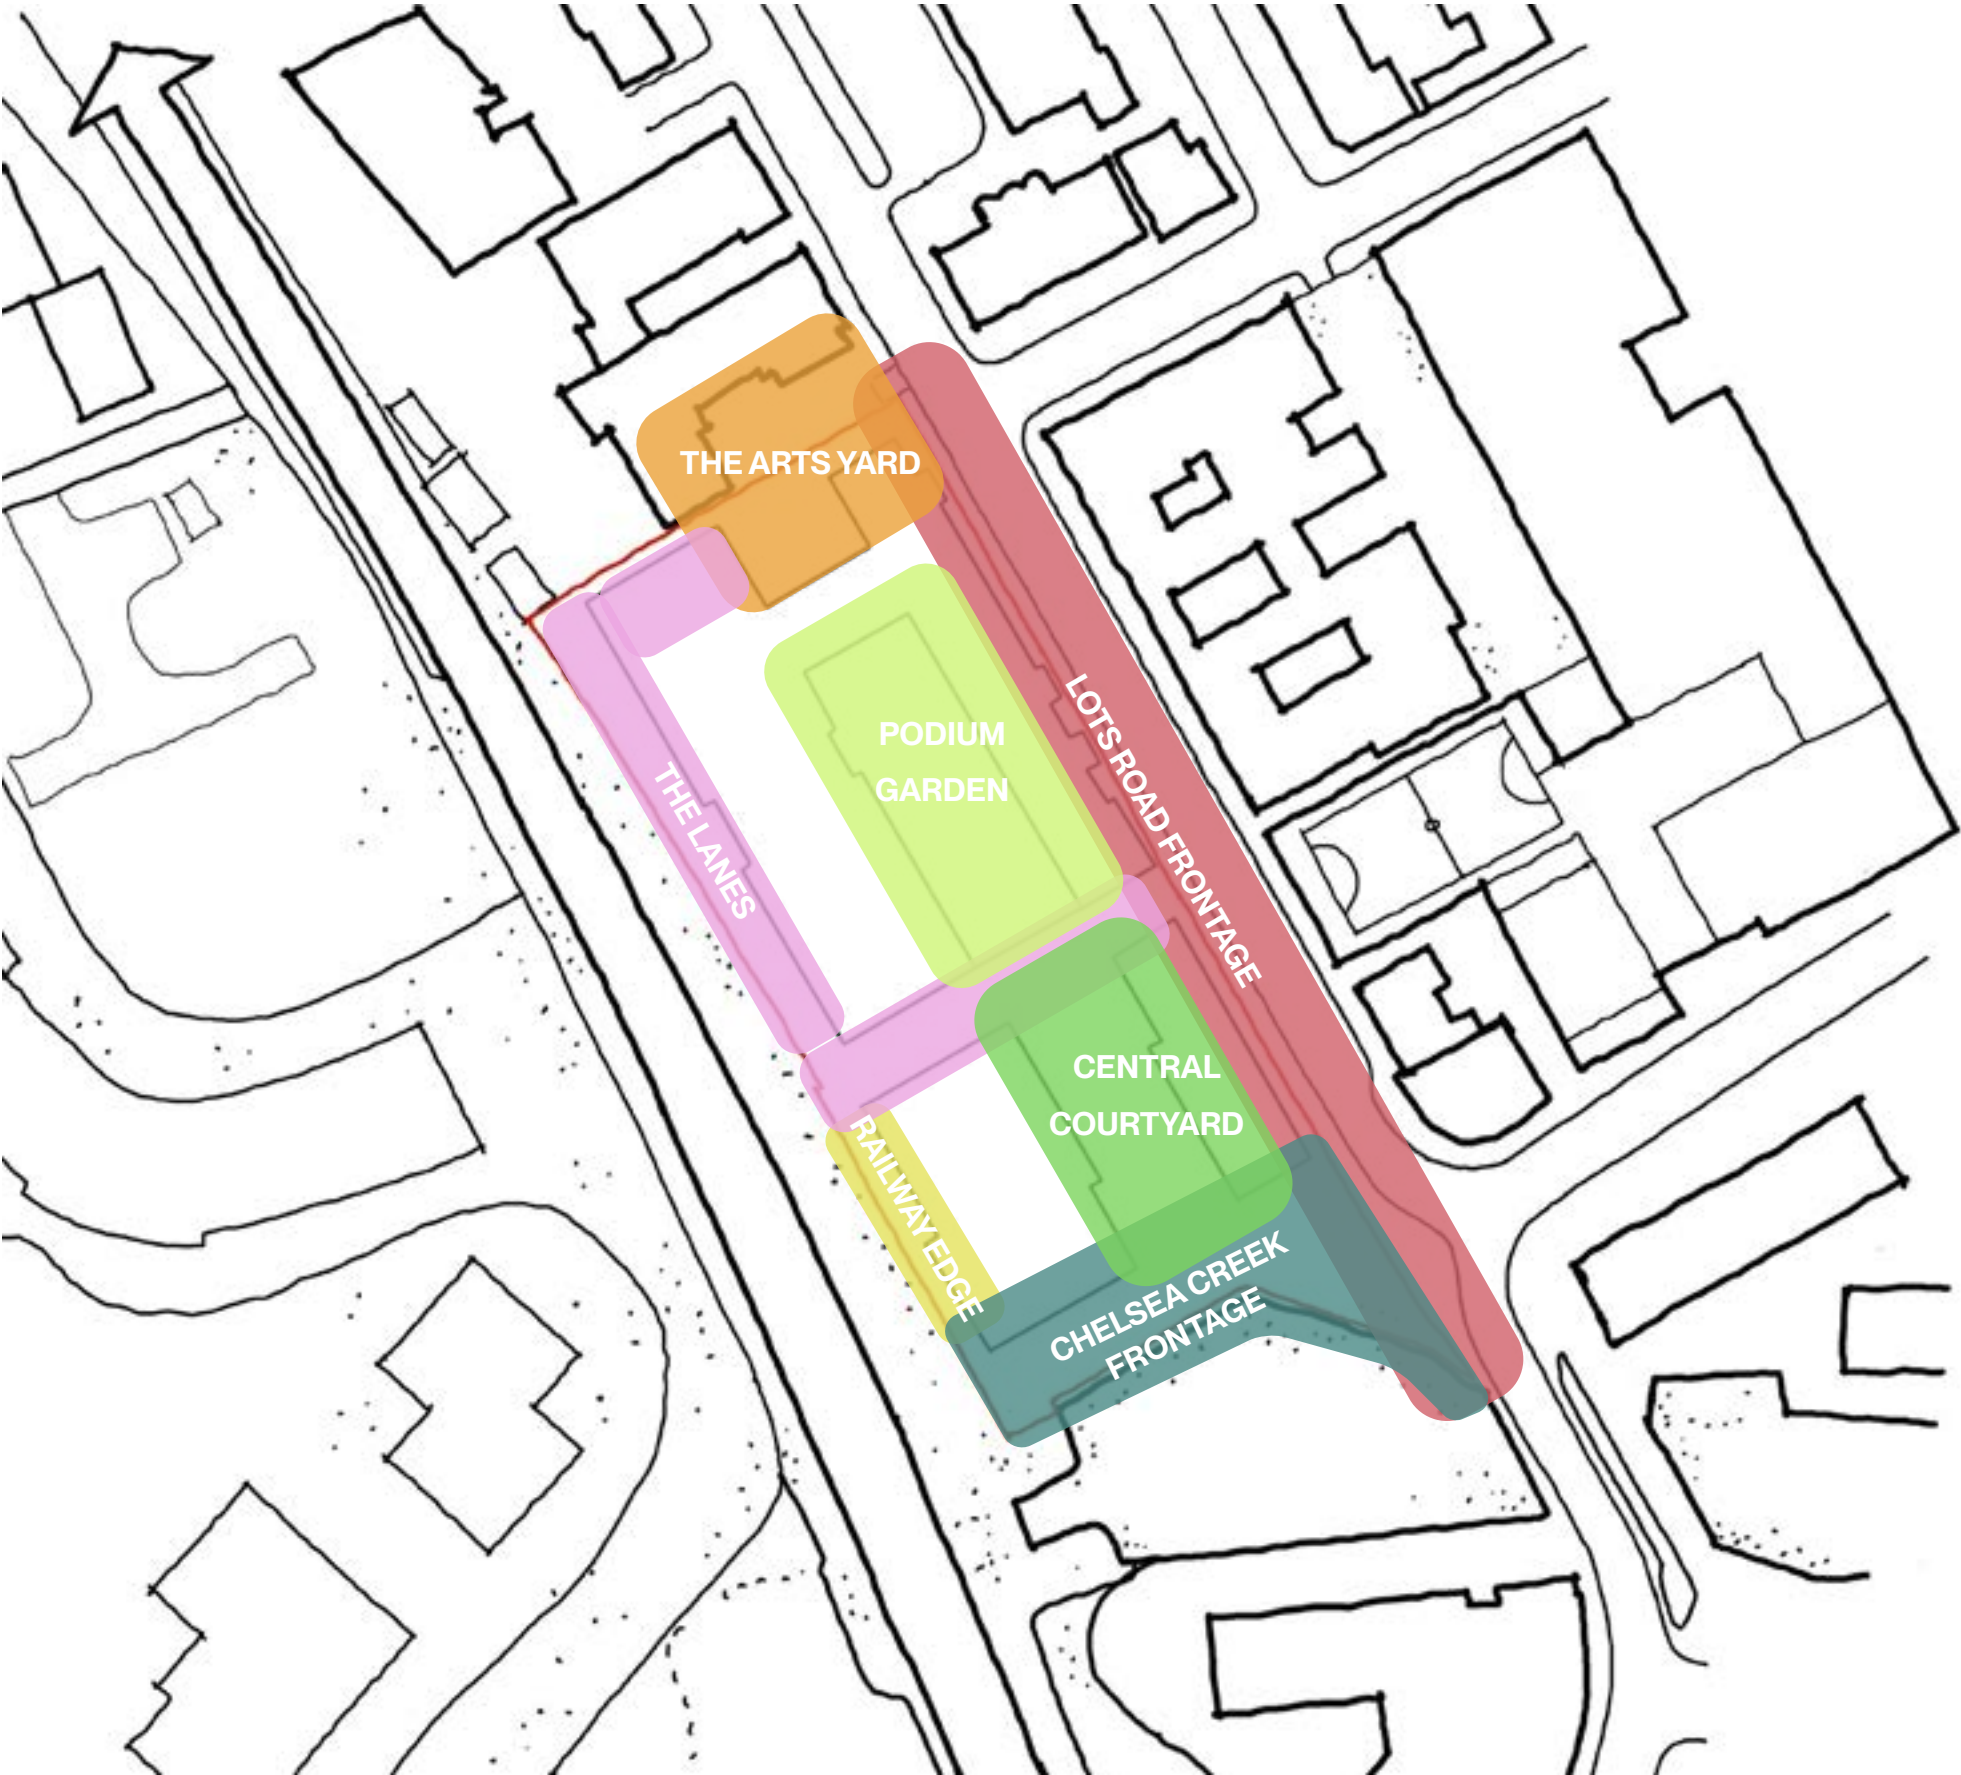 THE ARTS YARD
PODIUM
GARDEN
LOTS ROAD FRONTAGE
THE LANES
CENTRAL
COURTYARD
RAILWAY EDGE
CHELSEA CREEK
FRONTAGE